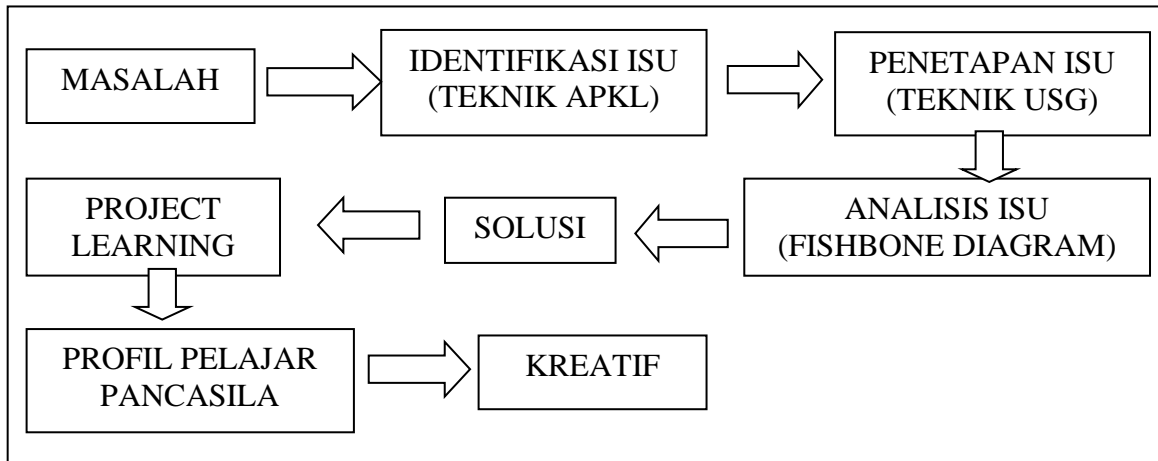 MASALAH
IDENTIFIKASI ISU
(TEKNIK APKL)
PENETAPAN ISU
(TEKNIK USG)
ANALISIS ISU
(FISHBONE DIAGRAM)
SOLUSI
PROJECT
LEARNING
PROFIL PELAJAR
PANCASILA
KREATIF